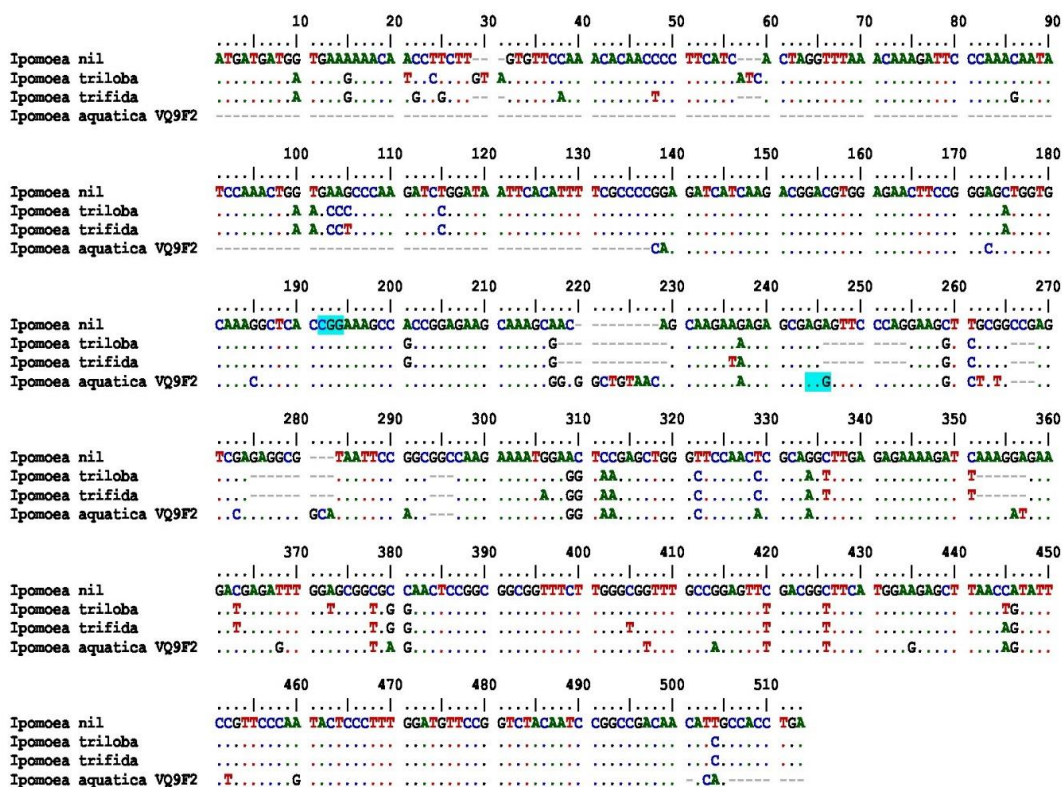 10 20 30 40 50 60 70 80 90
Ipomoea nil ATGATGATGG TGAAAAAACA ACCTTCTT-- -GTGTTCCAA ACACAACCCC TTCATC---A CTAGGTTTAA ACAAAGATTC CCAAACAATA
Ipomoea triloba .........A ....G..... T..C....GT A......... .......... ......ATC. .......... .......... ..........
Ipomoea trifida .........A ....G..... .G..G...-- -......A.. .......T.. ......---. .......... .......... .....G....
Ipomoea aquatica VQ9F2 ---------- ---------- ---------- ---------- ---------- ---------- ---------- ---------- ----------
100 110 120 130 140 150 160 170 180
Ipomoea nil TCCAAACTGG TGAAGCCCAA GATCTGGATA ATTCACATTT TCGCCCCGGA GATCATCAAG ACGGACGTGG AGAACTTCCG GGAGCTGGTG
Ipomoea triloba .........A A.CCC..... ....C..... .......... .......... .......... .......... .......... ....A.....
Ipomoea trifida .........A A.CCT..... ....C..... .......... .......... .......... .......... .......... ....A.....
Ipomoea aquatica VQ9F2 ---------- ---------- ---------- ---------- -------CA. .......... .......... .......... ..C.......
190 200 210 220 230 240 250 260 270
Ipomoea nil CAAAGGCTCA CCGGAAAGCC ACCGGAGAAG CAAAGCAAC- --------AG CAAGAAGAGA GCGAGAGTTC CCAGGAAGCT TGCGGCCGAG
Ipomoea triloba .......... .......... A......... ......G--- ---------. ......A... .....----- ----....G. C....---..
Ipomoea trifida .......... .......... A......... ......G--- ---------. .....TA... .....----- ----....G. C....---..
Ipomoea aquatica VQ9F2 ....C..... .......... .......... ......GG.G GCTGTAAC.. ......A... .....G.... ........G. CT.T.---..
280 290 300 310 320 330 340 350 360
Ipomoea nil TCGAGAGGCG ---TAATTCC GGCGGCCAAG AAAATGGAAC TCCGAGCTGG GTTCCAACTC GCAGGCTTGA GAGAAAAGAT CAAAGGAGAA
Ipomoea triloba ....------ ---....... ...---.... ........GG .AA....... .C......C. ...A.T.... .......... T------...
Ipomoea trifida ....------ ---....... ...---.... .....A..GG .AA....... .C......C. ...A.T.... .......... T------...
Ipomoea aquatica VQ9F2 ..C....... GCA....... A..---.... ........GG .AA....... .C......A. ...A...... .......... .....AT...
370 380 390 400 410 420 430 440 450
Ipomoea nil GACGAGATTT GGAGCGGCGC CAACTCCGGC GGCGGTTTCT TGGGCGGTTT GCCGGAGTTC GACGGCTTCA TGGAAGAGCT TAACCATATT
Ipomoea triloba ..T....... ..T....T.G G......... .......... .......... .........T .....T.... .......... ....TG....
Ipomoea trifida ..T....... .......T.G G......... .......... ....T..... .........T .....T.... .......... ....AG....
Ipomoea aquatica VQ9F2 .......G.. .......T.A G......... .......... ......T... ...A.....T .....T.... ....G..... ....AG....
460 470 480 490 500 510
Ipomoea nil CCGTTCCCAA TACTCCCTTT GGATGTTCCG GTCTACAATC CGGCCGACAA CATTGCCACC TGA
Ipomoea triloba .......... .......... .......... .......... .......... ...C...... ...
Ipomoea trifida .......... .......... .......... .......... .......... ...C...... ...
Ipomoea aquatica VQ9F2 .T.......G .......... .......... .......... .......... -.CA------ ---